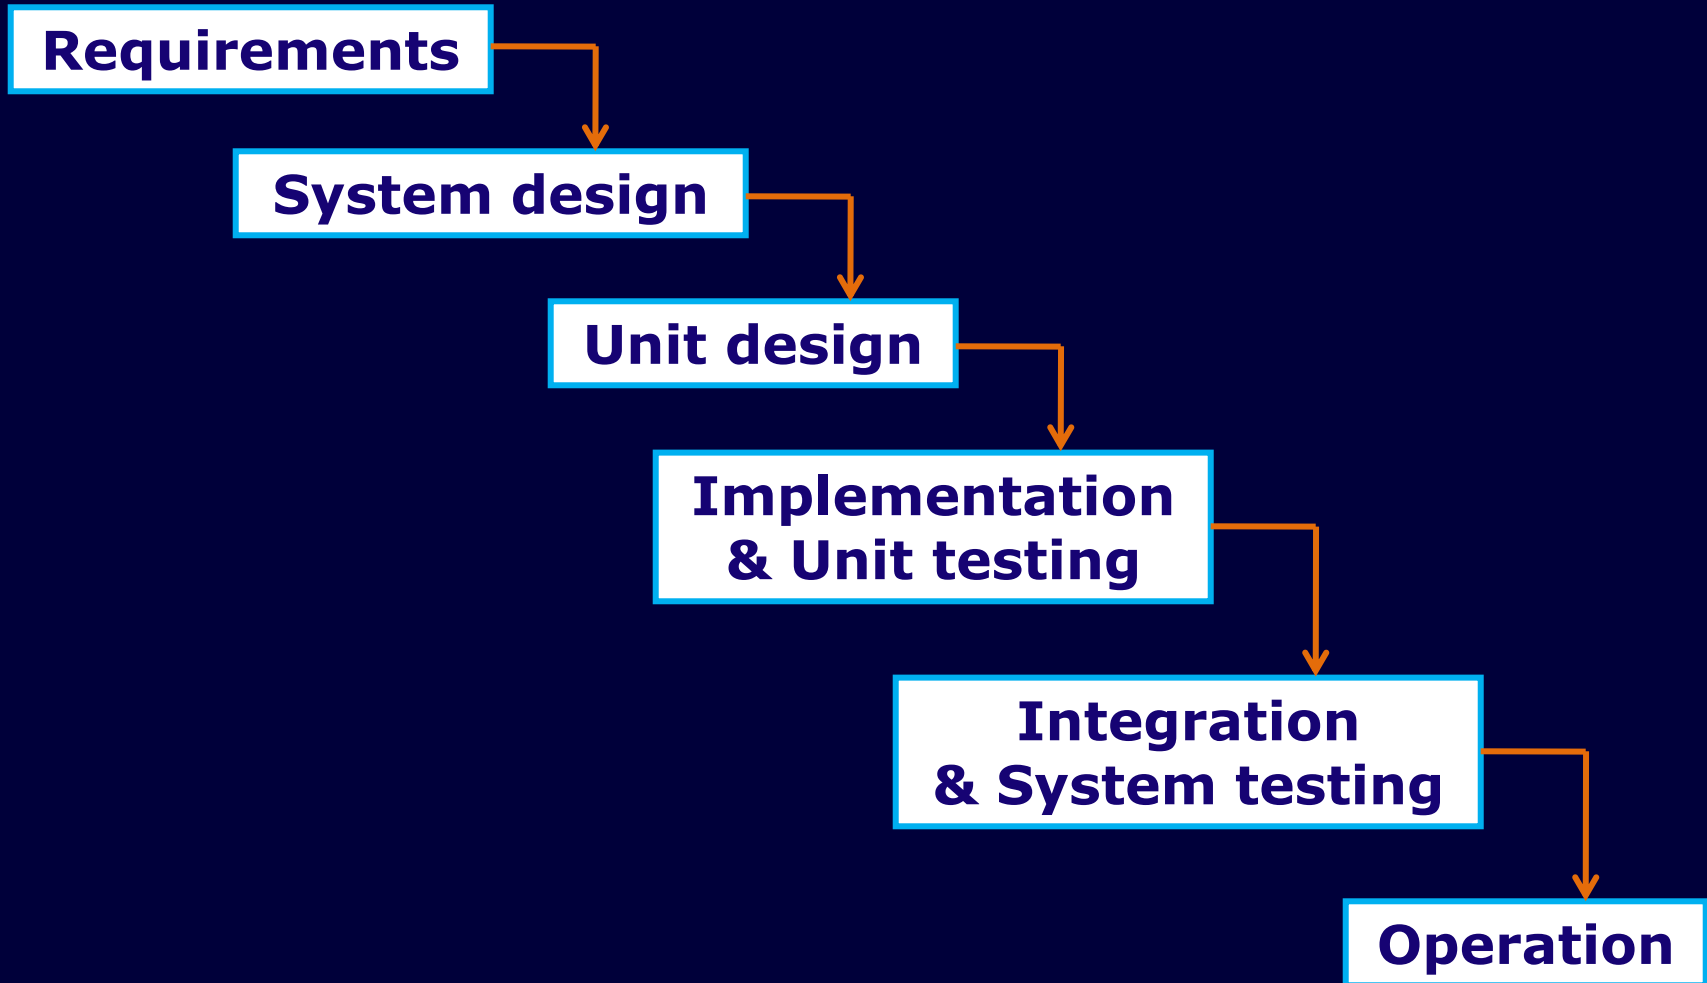 Requirements
System design
Unit design
Implementation
& Unit testing
Integration
& System testing
Operation